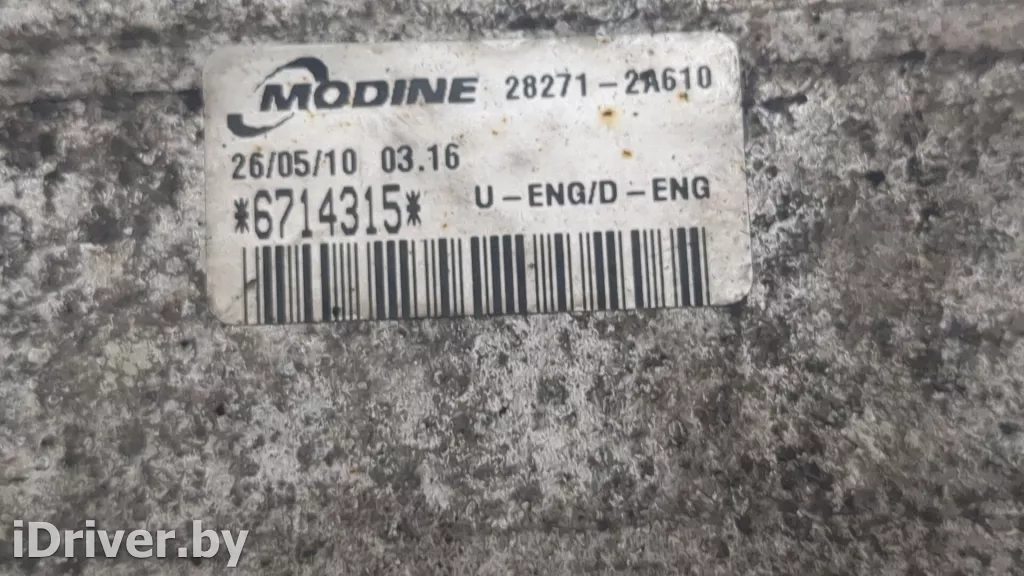 MODINE 28271-2A610
26/05/10 03.16
*6714315* U-ENG/D-ENG
iDriver.by